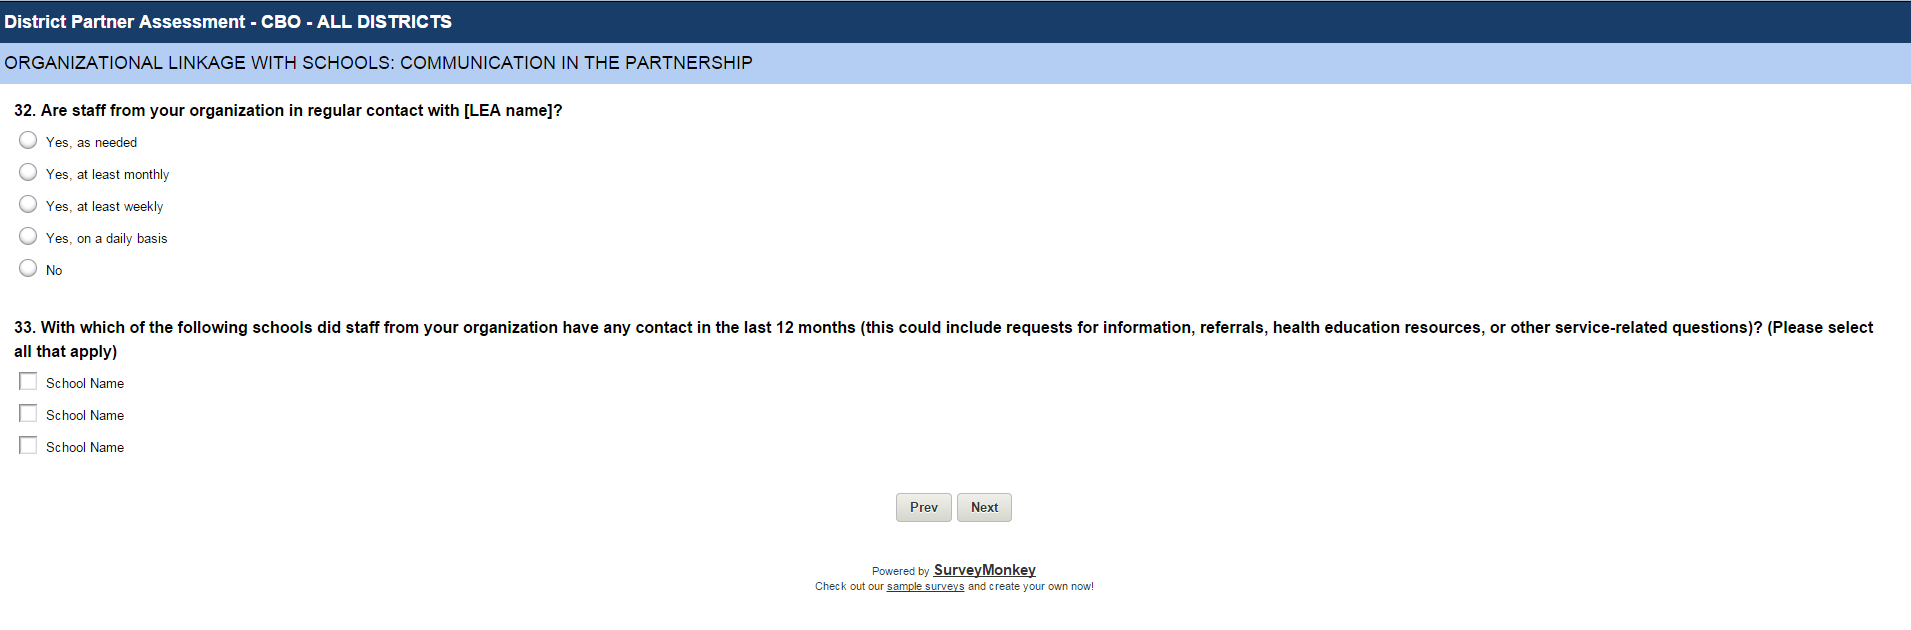 District Partner Assessment - CBO - ALL DISTRICTS
ORGANIZATIONAL LINKAGE WITH SCHOOLS: COMMUNICATION IN THE PARTNERSHIP
32. Are staff from your organization in regular contact with [LEA name]?
Yes, as needed
Yes, at least monthly
Yes, at least weekly
Yes, on a daily basis
No
33. With which of the following schools did staff from your organization have any contact in the last 12 months (this could include requests for information, referrals, health education resources, or other service-related questions)? (Please select
all that apply)
School Name
School Name
School Name
Prev Next
Powered by SurveyMonkey
Check out our sample surveys and create your own now!